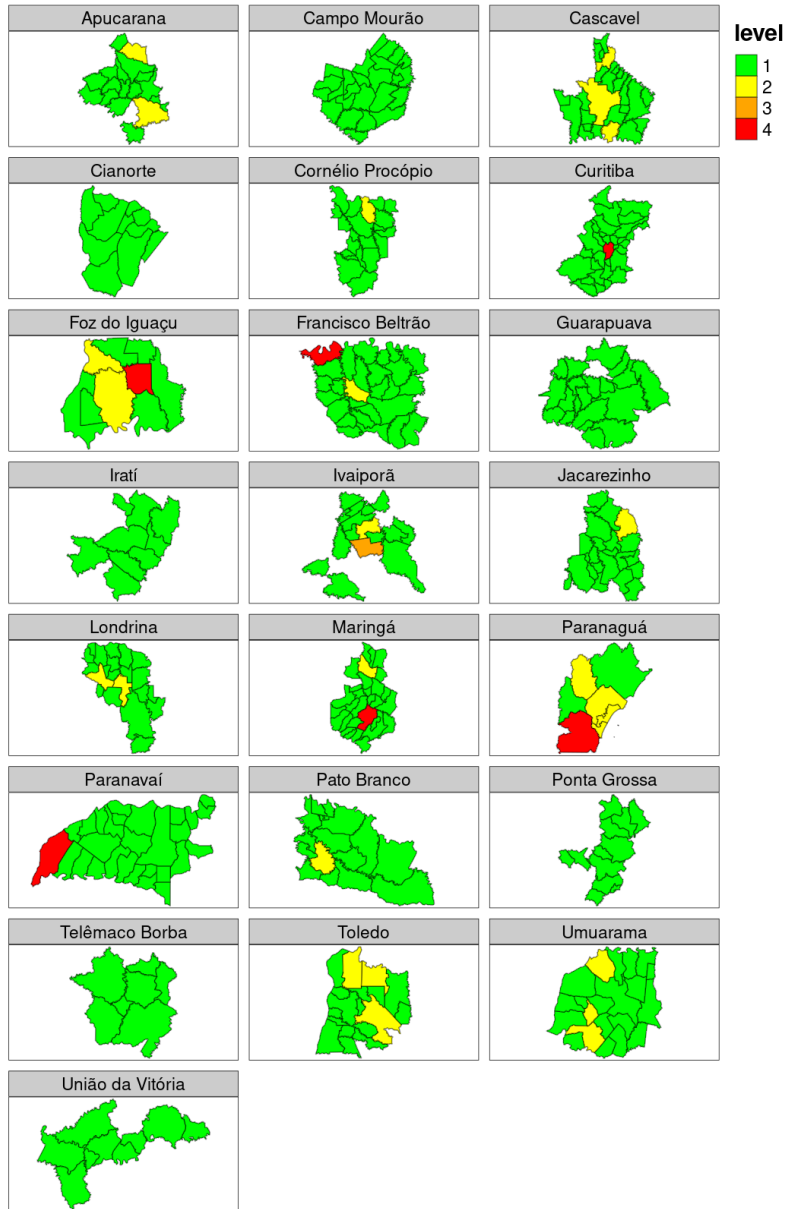 Apucarana
Campo Mourão
Cascavel
level
1
2
3
4
Cianorte
Cornélio Procópio
Curitiba
Foz do Iguaçu
Francisco Beltrão
Guarapuava
Iratí
Ivaiporã
Jacarezinho
Londrina
Maringá
Paranaguá
Paranavaí
Pato Branco
Ponta Grossa
Telêmaco Borba
Toledo
Umuarama
União da Vitória